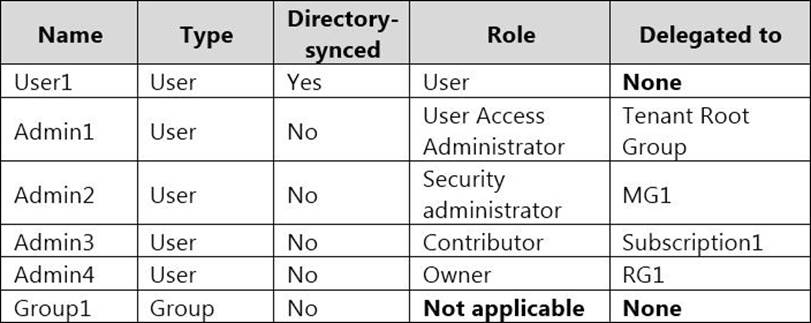 Name Type Directory-synced Role Delegated to
User1 User Yes User None
Admin1 User No User Access Administrator Tenant Root Group
Admin2 User No Security administrator MG1
Admin3 User No Contributor Subscription1
Admin4 User No Owner RG1
Group1 Group No Not applicable None